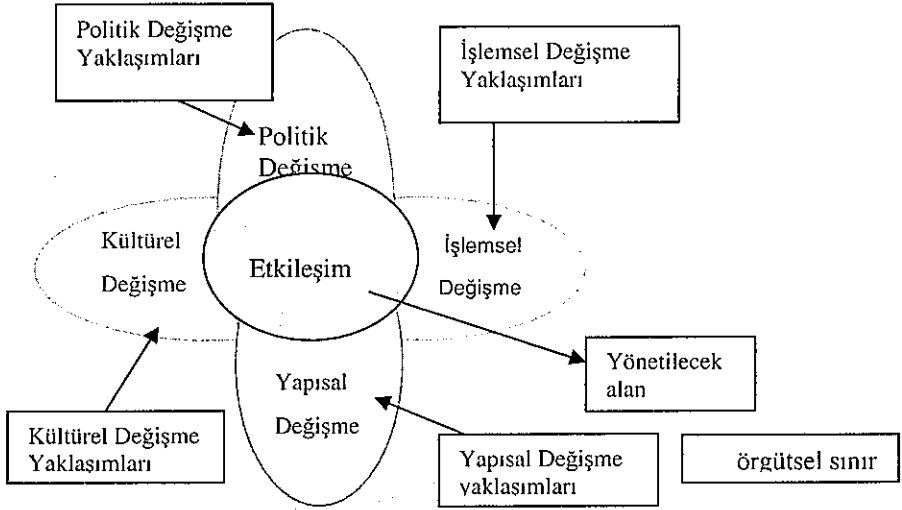 Politik Değişme
Yaklaşımları
İşlemsel Değişme
Yaklaşımları
Politik
Değişme
Kültürel
Değişme
Etkileşim
İşlemsel
Değişme
Yapısal
Değişme
Yönetilecek
alan
Kültürel Değişme
Yaklaşımları
Yapısal Değişme
yaklaşımları
örgütsel sınır